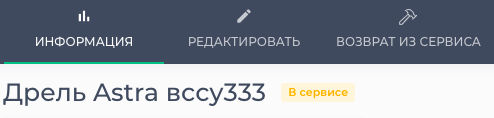 ИНФОРМАЦИЯ РЕДАКТИРОВАТЬ ВОЗВРАТ ИЗ СЕРВИСА
Дрель Astra вссу333 В сервисе